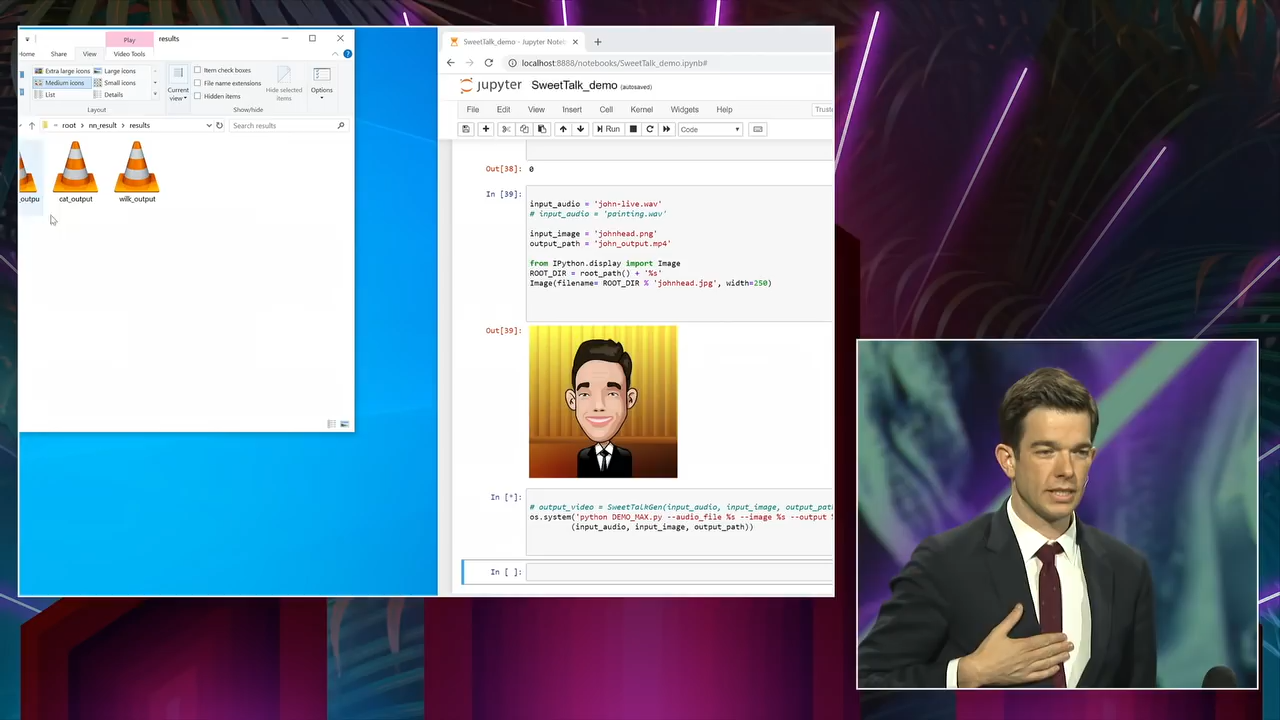 Play
results
Home
Share
View
Video Tools
Extra large icons
Large icons
Medium icons
Small icons
List
Details
Layout
Current view
Item check boxes
File name extensions
Hidden items
Hide selected items
Show/hide
Options
root > nn_result > results
Search results
_outpu
cat_output
wilk_output
SweetTalk_demo - Jupyter Noteb
localhost:8888/notebooks/SweetTalk_demo.ipynb#
jupyter SweetTalk_demo (autosaved)
File Edit View Insert Cell Kernel Widgets Help
Truste
Run
Code
Out[38]: 0
In [39]:
input_audio = 'john-live.wav'
# input_audio = 'painting.wav'
input_image = 'johnhead.png'
output_path = 'john_output.mp4'
from IPython.display import Image
ROOT_DIR = root_path() + '%s'
Image(filename= ROOT_DIR % 'johnhead.jpg', width=250)
Out[39]:
In [*]:
# output_video = SweetTalkGen(input_audio, input_image, output_path
os.system('python DEMO_MAX.py --audio_file %s --image %s --output %
(input_audio, input_image, output_path))
In [ ]: